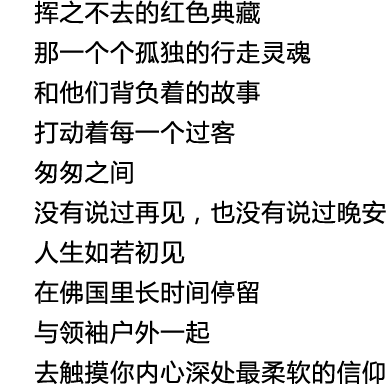 挥之不去的红色典藏
那一个个孤独的行走灵魂
和他们背负着的故事
打动着每一个过客
匆匆之间
没有说过再见，也没有说过晚安
人生如若初见
在佛国里长时间停留
与领袖户外一起
去触摸你内心深处最柔软的信仰